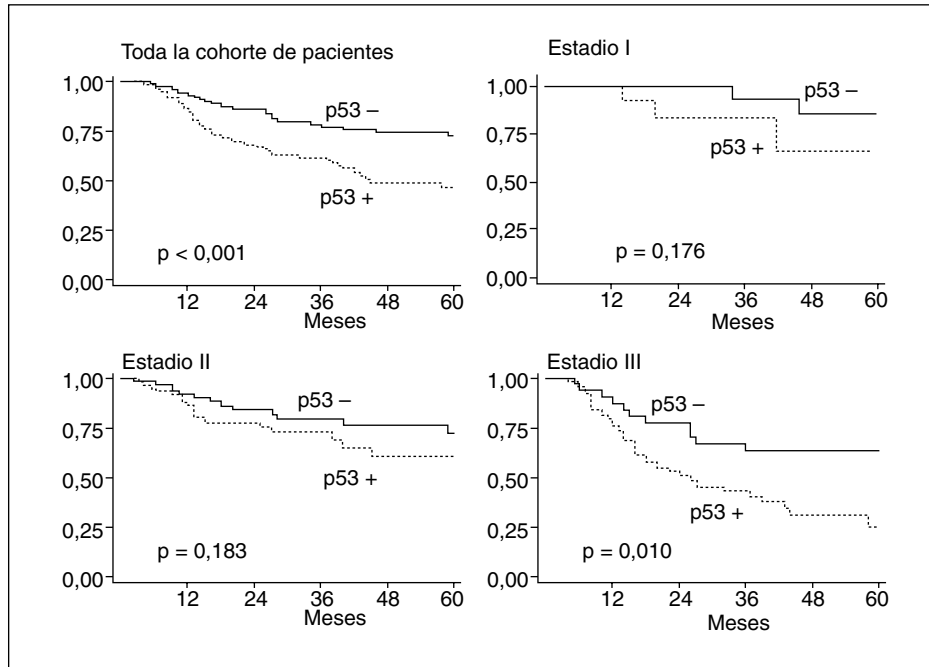 Toda la cohorte de pacientes
1,00
0,75
0,50
0,25
0,00
p53 –
p53 +
p < 0,001
12 24 36 48 60
Meses
Estadio I
1,00
0,75
0,50
0,25
0,00
p53 –
p53 +
p = 0,176
12 24 36 48 60
Meses
Estadio II
1,00
0,75
0,50
0,25
0,00
p53 –
p53 +
p = 0,183
12 24 36 48 60
Meses
Estadio III
1,00
0,75
0,50
0,25
0,00
p53 –
p53 +
p = 0,010
12 24 36 48 60
Meses